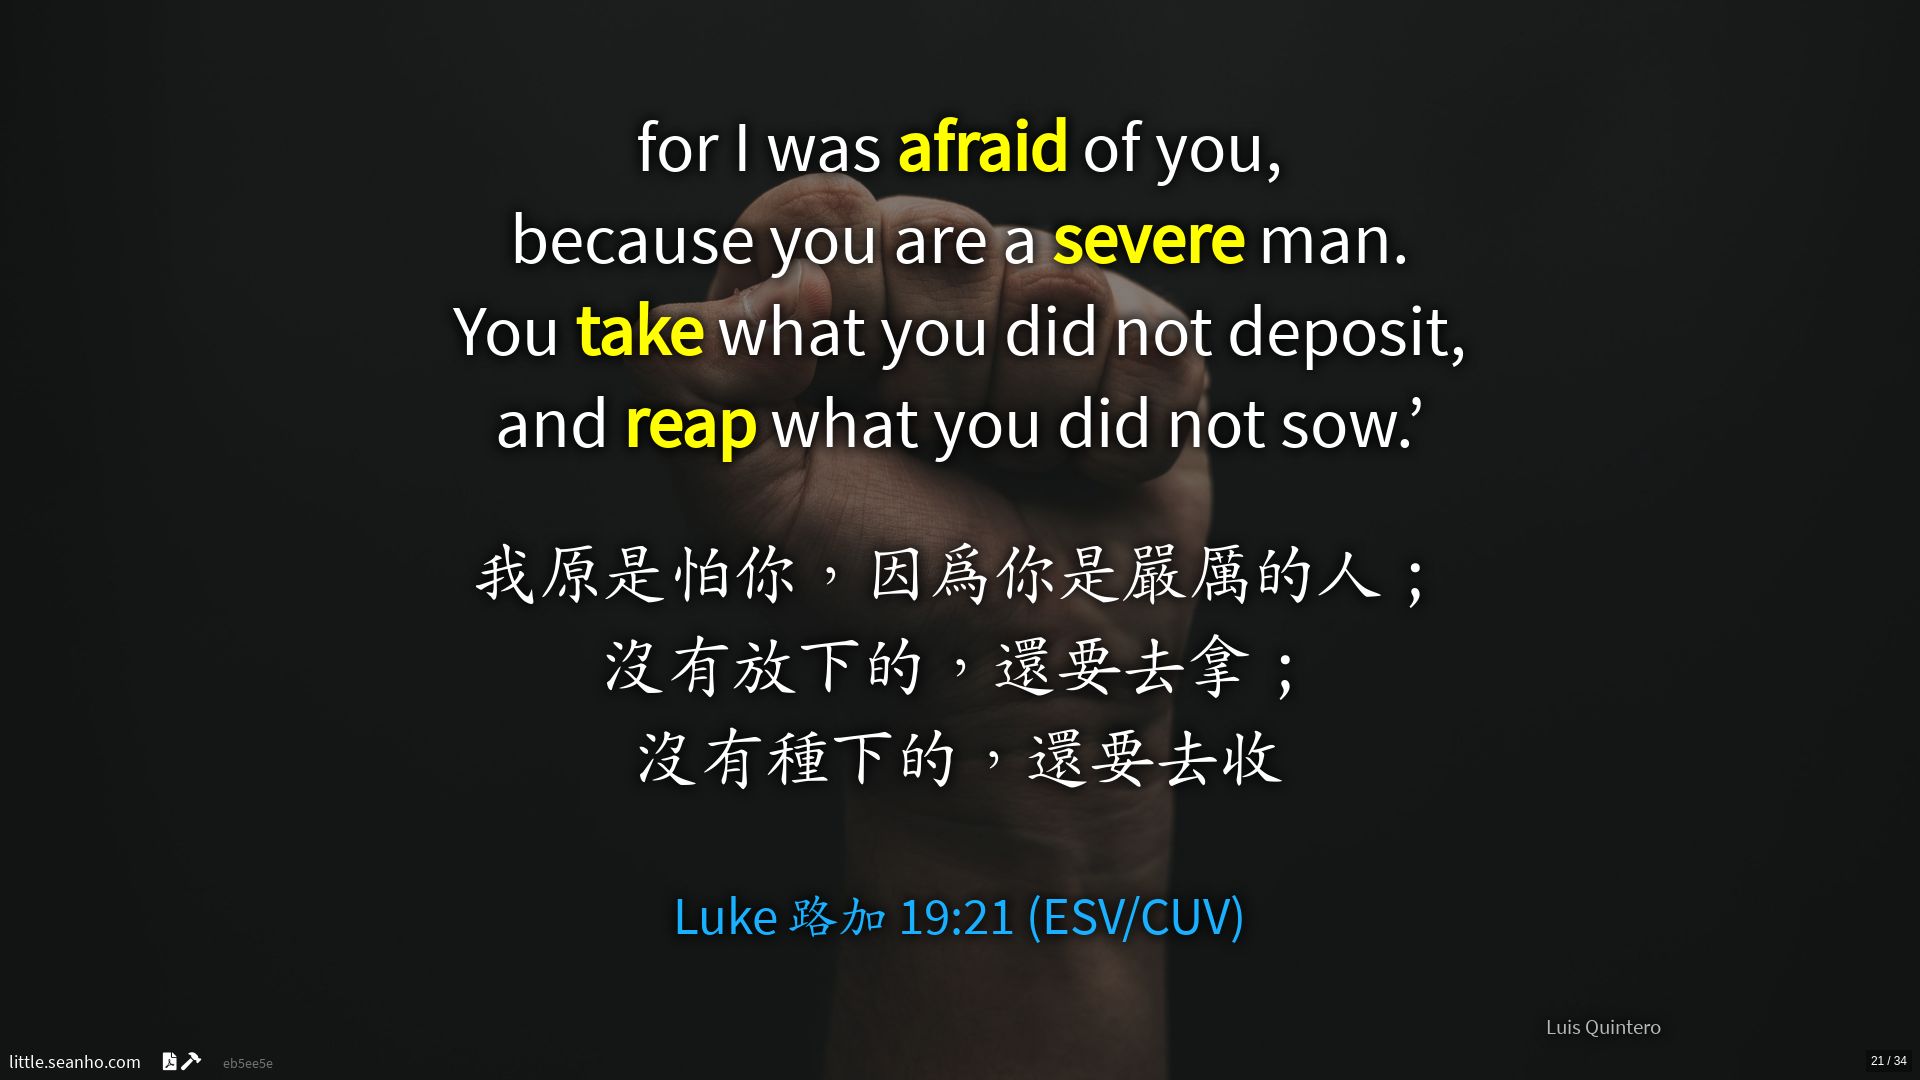 for I was afraid of you,
because you are a severe man.
You take what you did not deposit,
and reap what you did not sow.’
我原是怕你，因爲你是嚴厲的人；
沒有放下的，還要去拿；
沒有種下的，還要去收
Luke 路加 19:21 (ESV/CUV)
Luis Quintero
little.seanho.com eb5ee5e
21 / 34